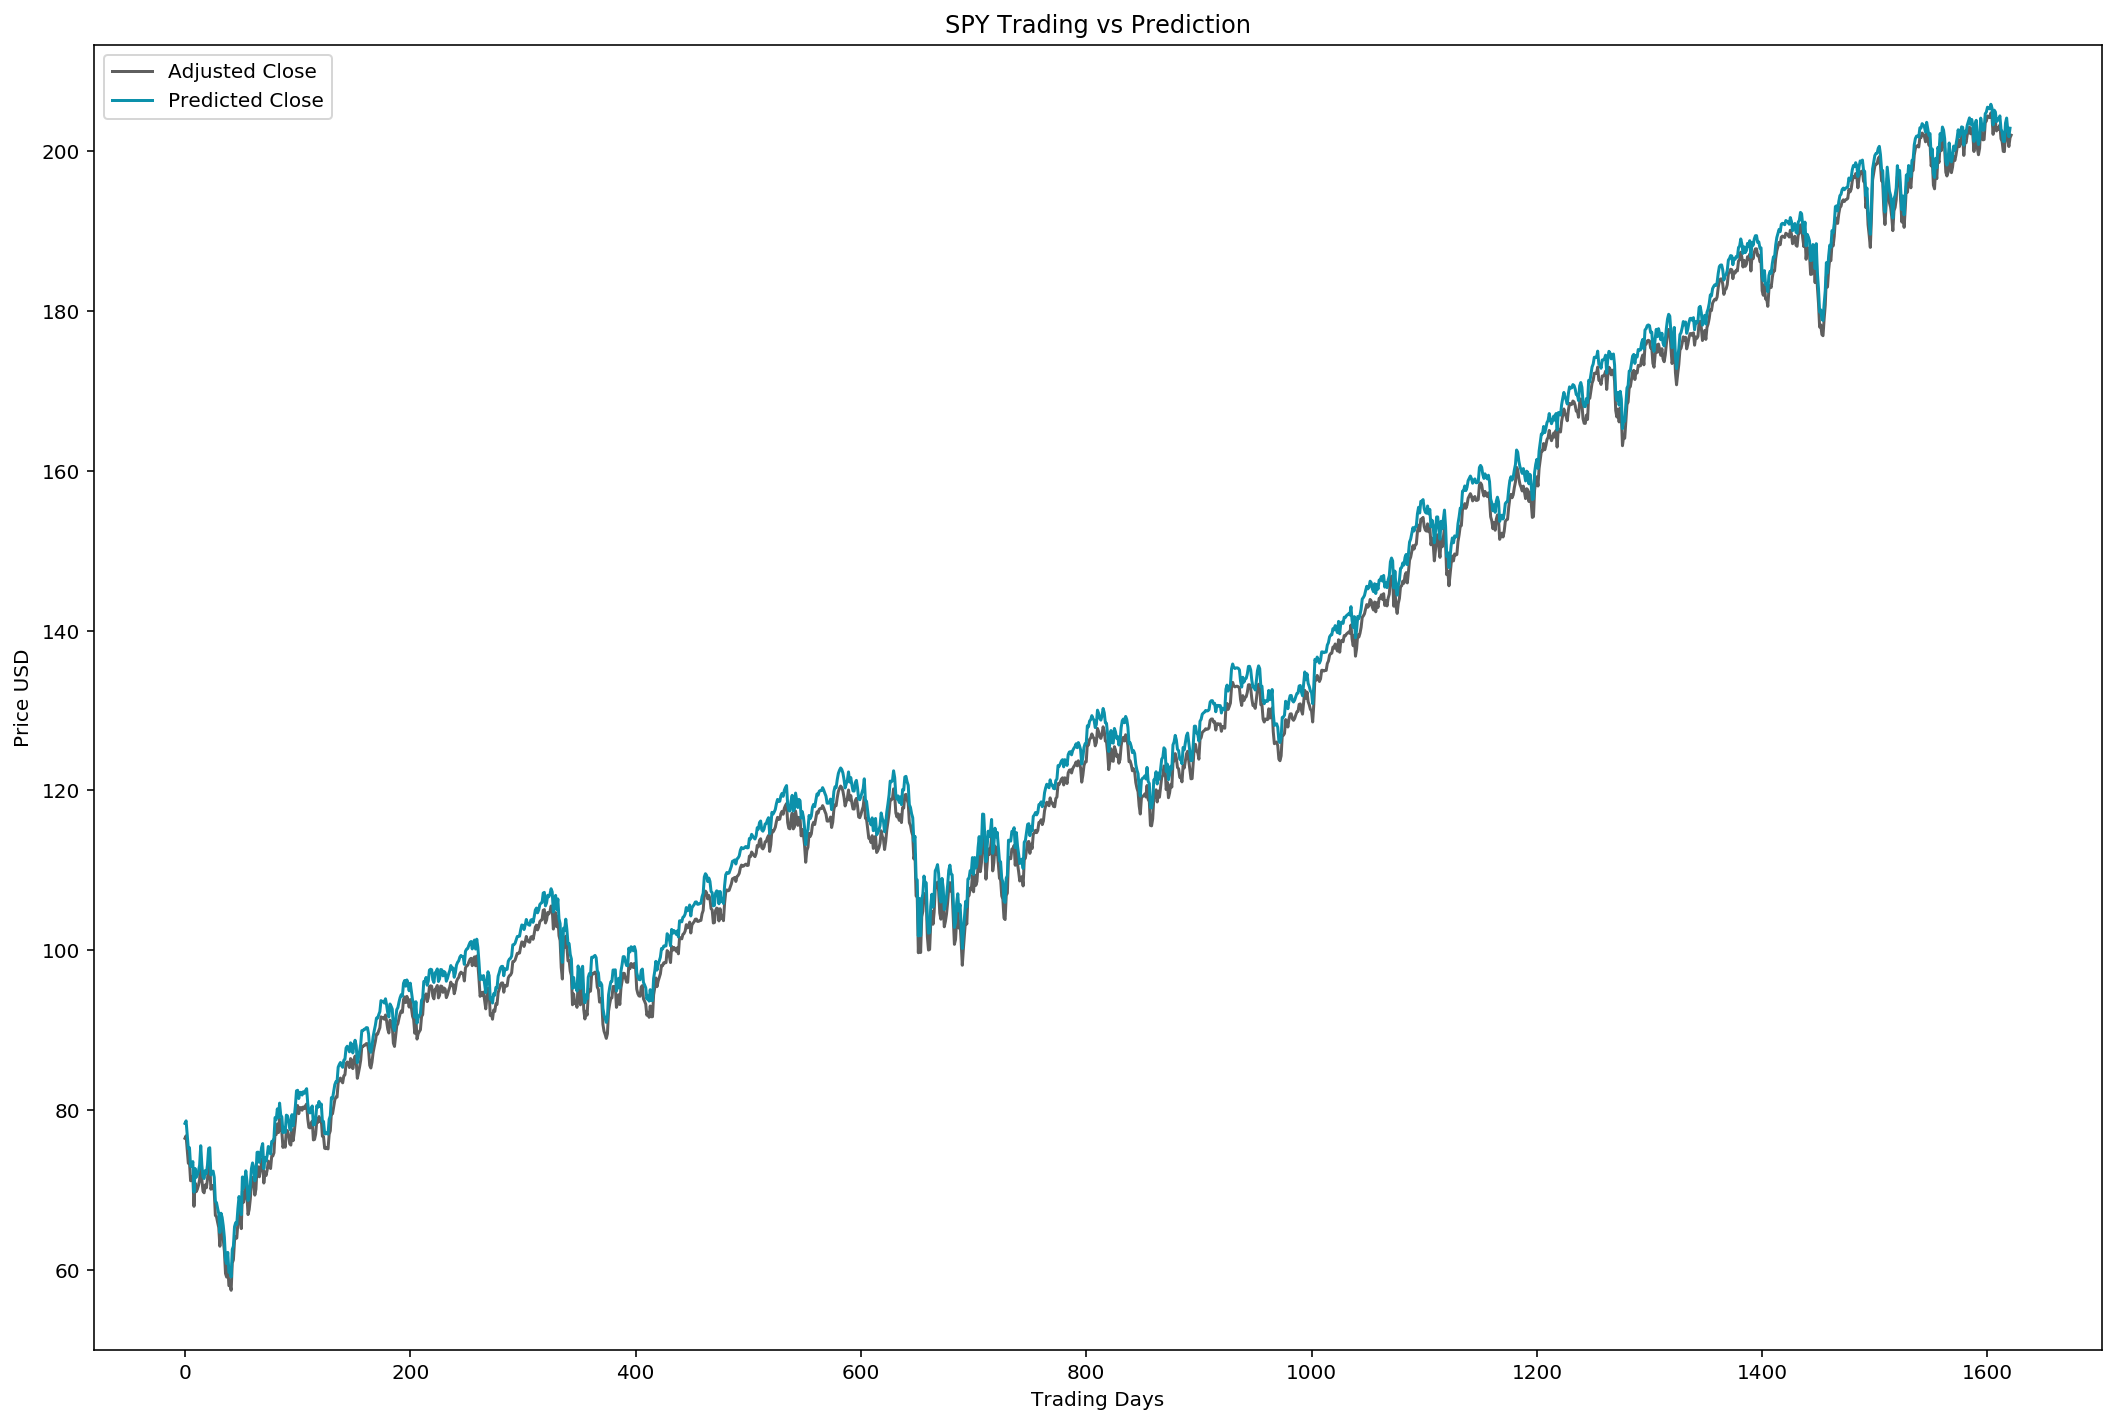 SPY Trading vs Prediction
Adjusted Close
Predicted Close
200
180
160
140
120
100
80
60
Price USD
0 200 400 600 800 1000 1200 1400 1600
Trading Days